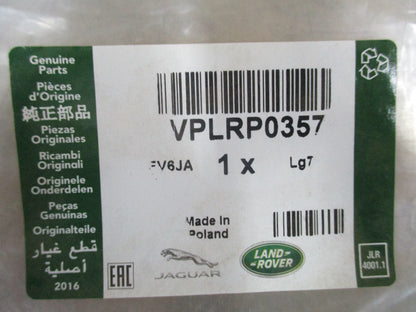 Genuine
Parts
Pièces
d'Origine
純正部品
Piezas
Originales
Ricambi
Originali
Originele
Onderdelen
Peças
Genuinas
Originalteile
قطع غيار
أصلية
2016
VPLRP0357
FV6JA 1 x Lg7
Made In
Poland
EAC
JAGUAR
LAND
ROVER
JLR
4001.1